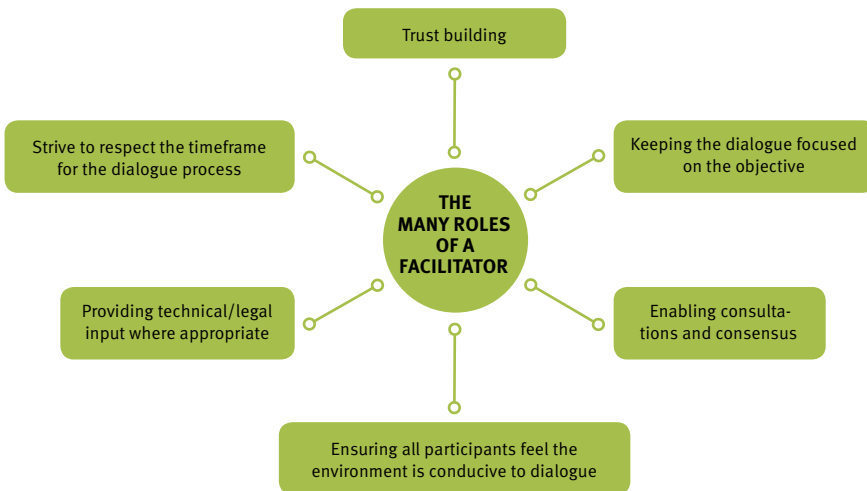 Trust building
Strive to respect the timeframe
for the dialogue process
Keeping the dialogue focused
on the objective
THE
MANY ROLES
OF A
FACILITATOR
Providing technical/legal
input where appropriate
Enabling consulta-
tions and consensus
Ensuring all participants feel the
environment is conducive to dialogue